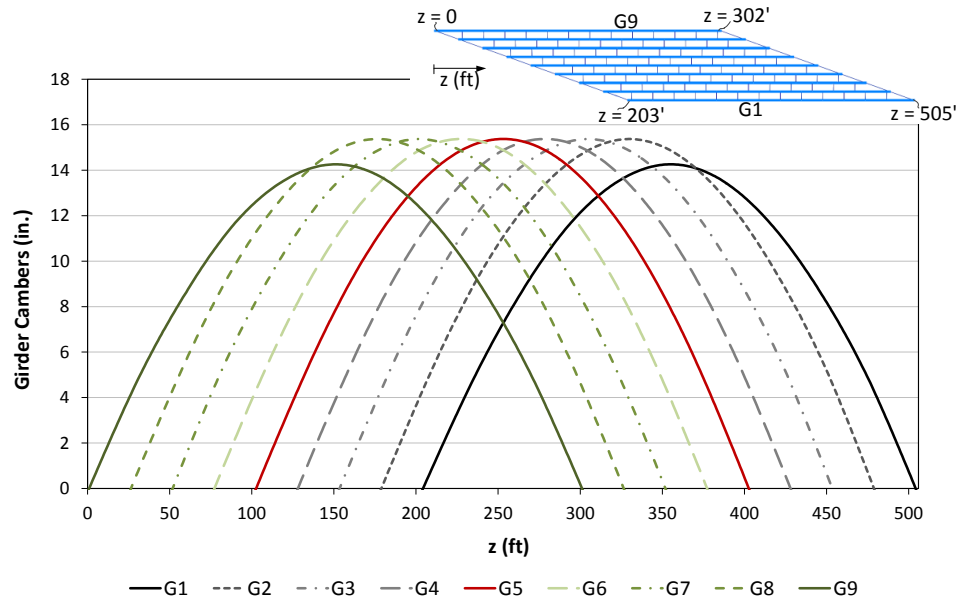 z = 0
G9
z = 302'
z (ft)
z = 203'
G1
z = 505'
Girder Cambers (in.)
18
16
14
12
10
8
6
4
2
0
0 50 100 150 200 250 300 350 400 450 500
z (ft)
G1 G2 G3 G4 G5 G6 G7 G8 G9